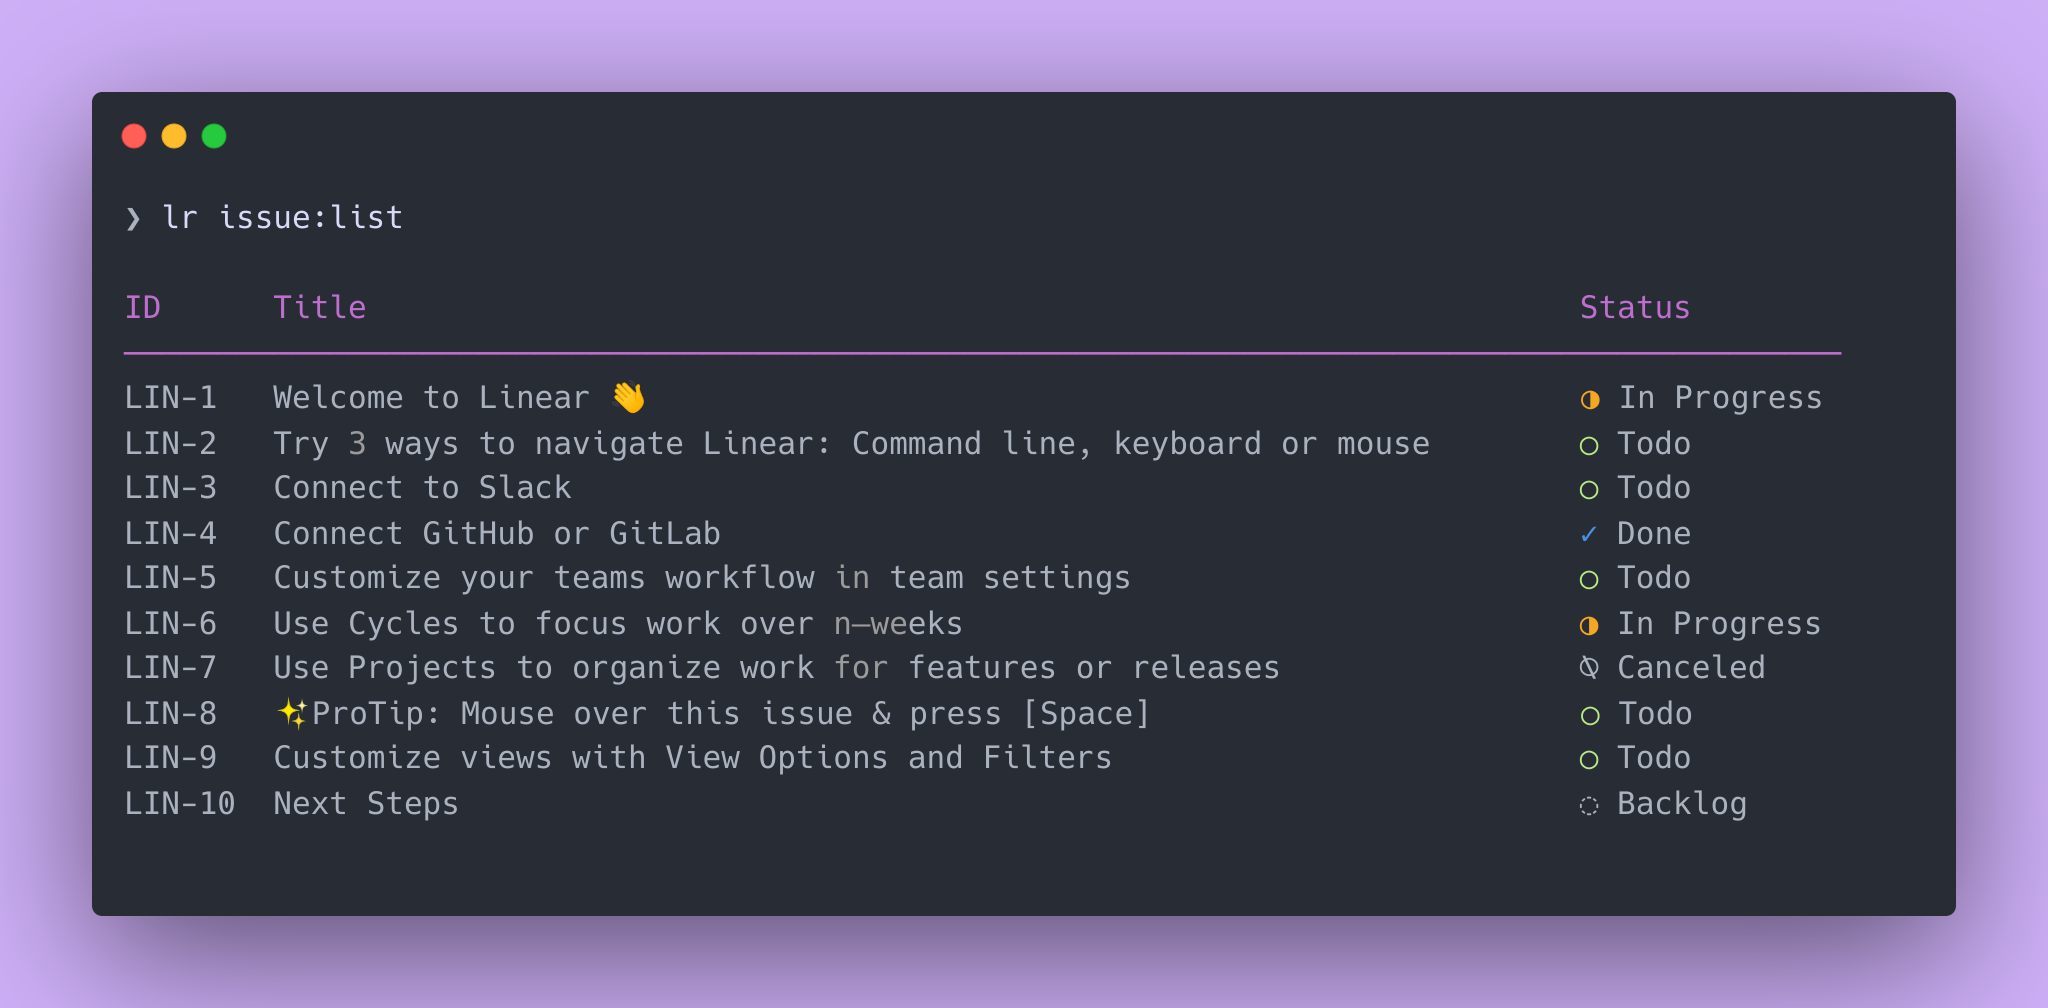 ❯ lr issue:list
ID Title Status
LIN-1 Welcome to Linear 👋 ◑ In Progress
LIN-2 Try 3 ways to navigate Linear: Command line, keyboard or mouse ○ Todo
LIN-3 Connect to Slack ○ Todo
LIN-4 Connect GitHub or GitLab ✓ Done
LIN-5 Customize your teams workflow in team settings ○ Todo
LIN-6 Use Cycles to focus work over n–weeks ◑ In Progress
LIN-7 Use Projects to organize work for features or releases ⍉ Canceled
LIN-8 ✨ProTip: Mouse over this issue & press [Space] ○ Todo
LIN-9 Customize views with View Options and Filters ○ Todo
LIN-10 Next Steps ◌ Backlog